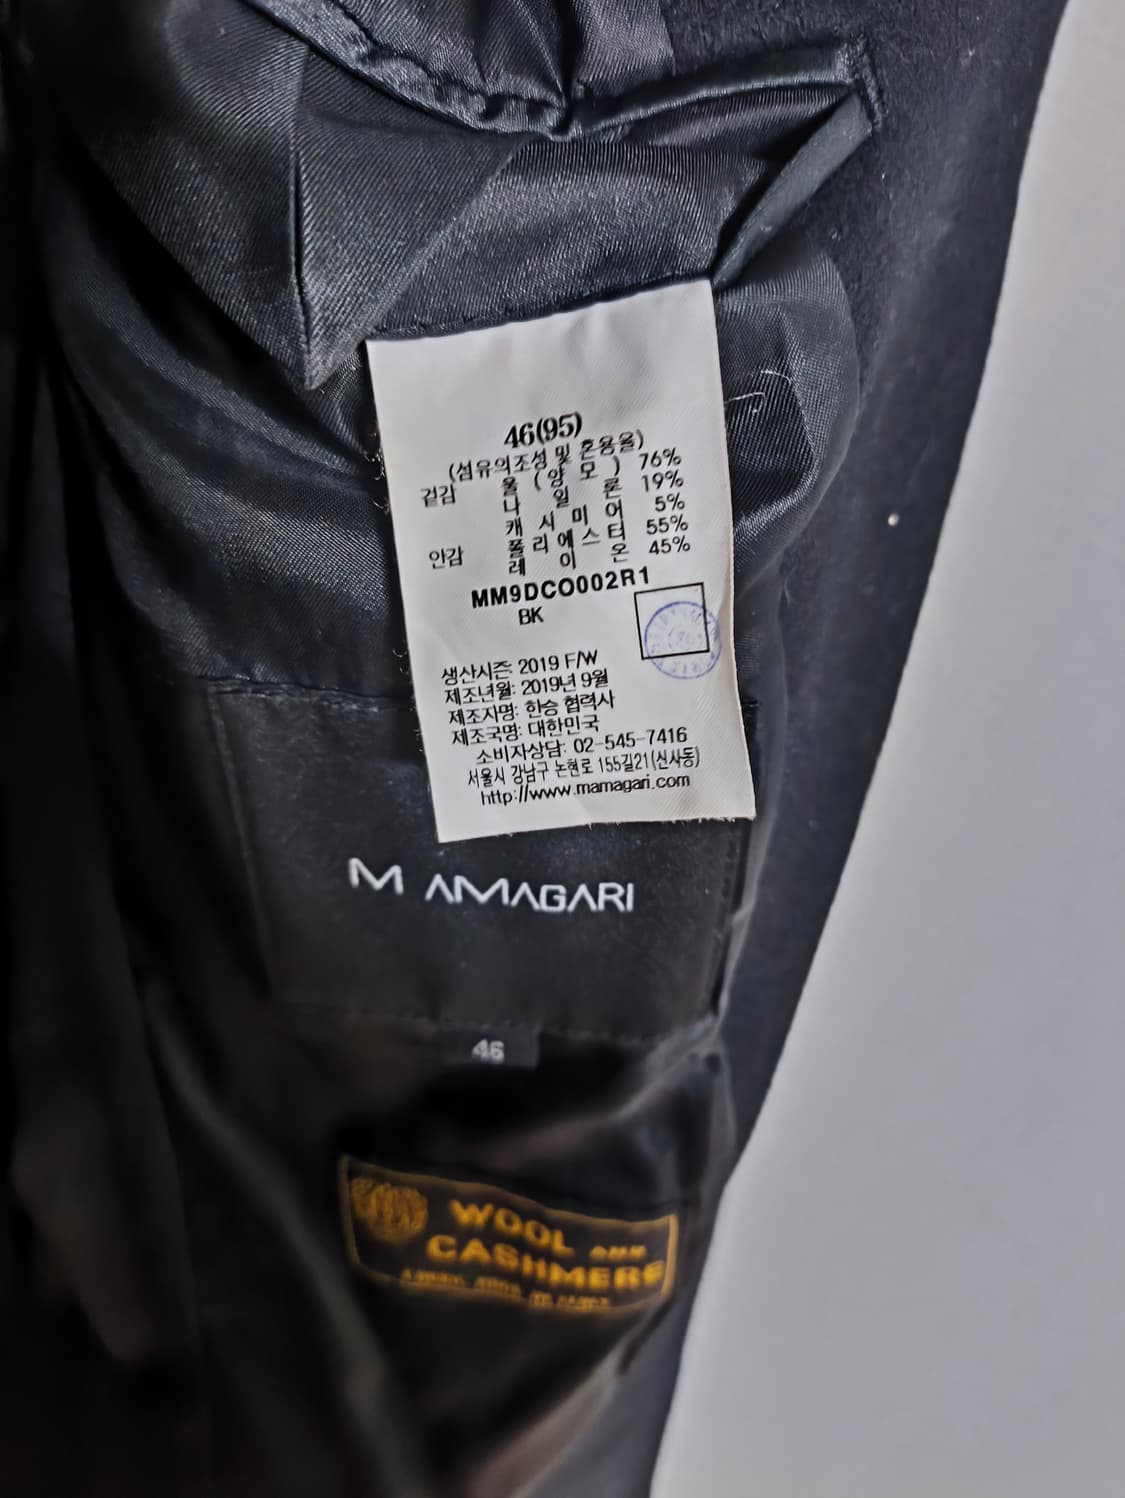 46(95)
(섬유의조성 및 혼용율)
겉감 울 ( 양 모 ) 76%
나 일 론 19%
캐 시 미 어 5%
안감 폴 리 에 스 터 55%
레 이 온 45%
MM9DCO002R1
BK
생산시즌: 2019 F/W
제조년월: 2019년 9월
제조자명: 한승 협력사
제조국명: 대한민국
소비자상담: 02-545-7416
서울시 강남구 논현로 155길21(신사동)
http://www.mamagari.com
M AMAGARI
46
WOOL
CASHMERE